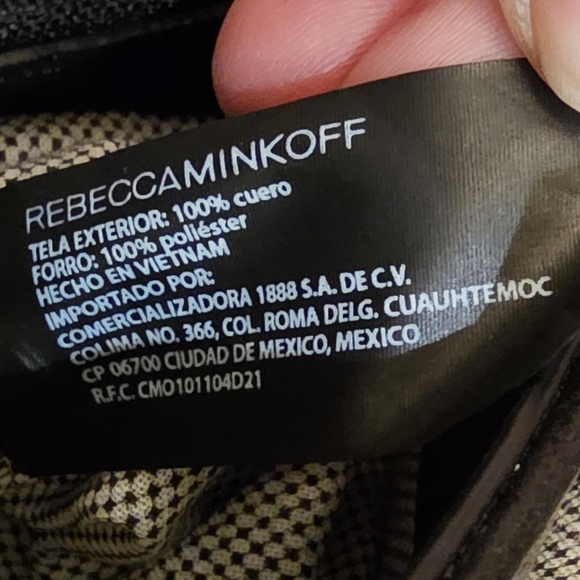 REBECCAMINKOFF
TELA EXTERIOR: 100% cuero
FORRO: 100% poliéster
HECHO EN VIETNAM
IMPORTADO POR:
COMERCIALIZADORA 1888 S.A. DE C.V.
COLIMA NO. 366, COL. ROMA DELG. CUAUHTEMOC
CP 06700 CIUDAD DE MEXICO, MEXICO
R.F.C. CMO101104D21